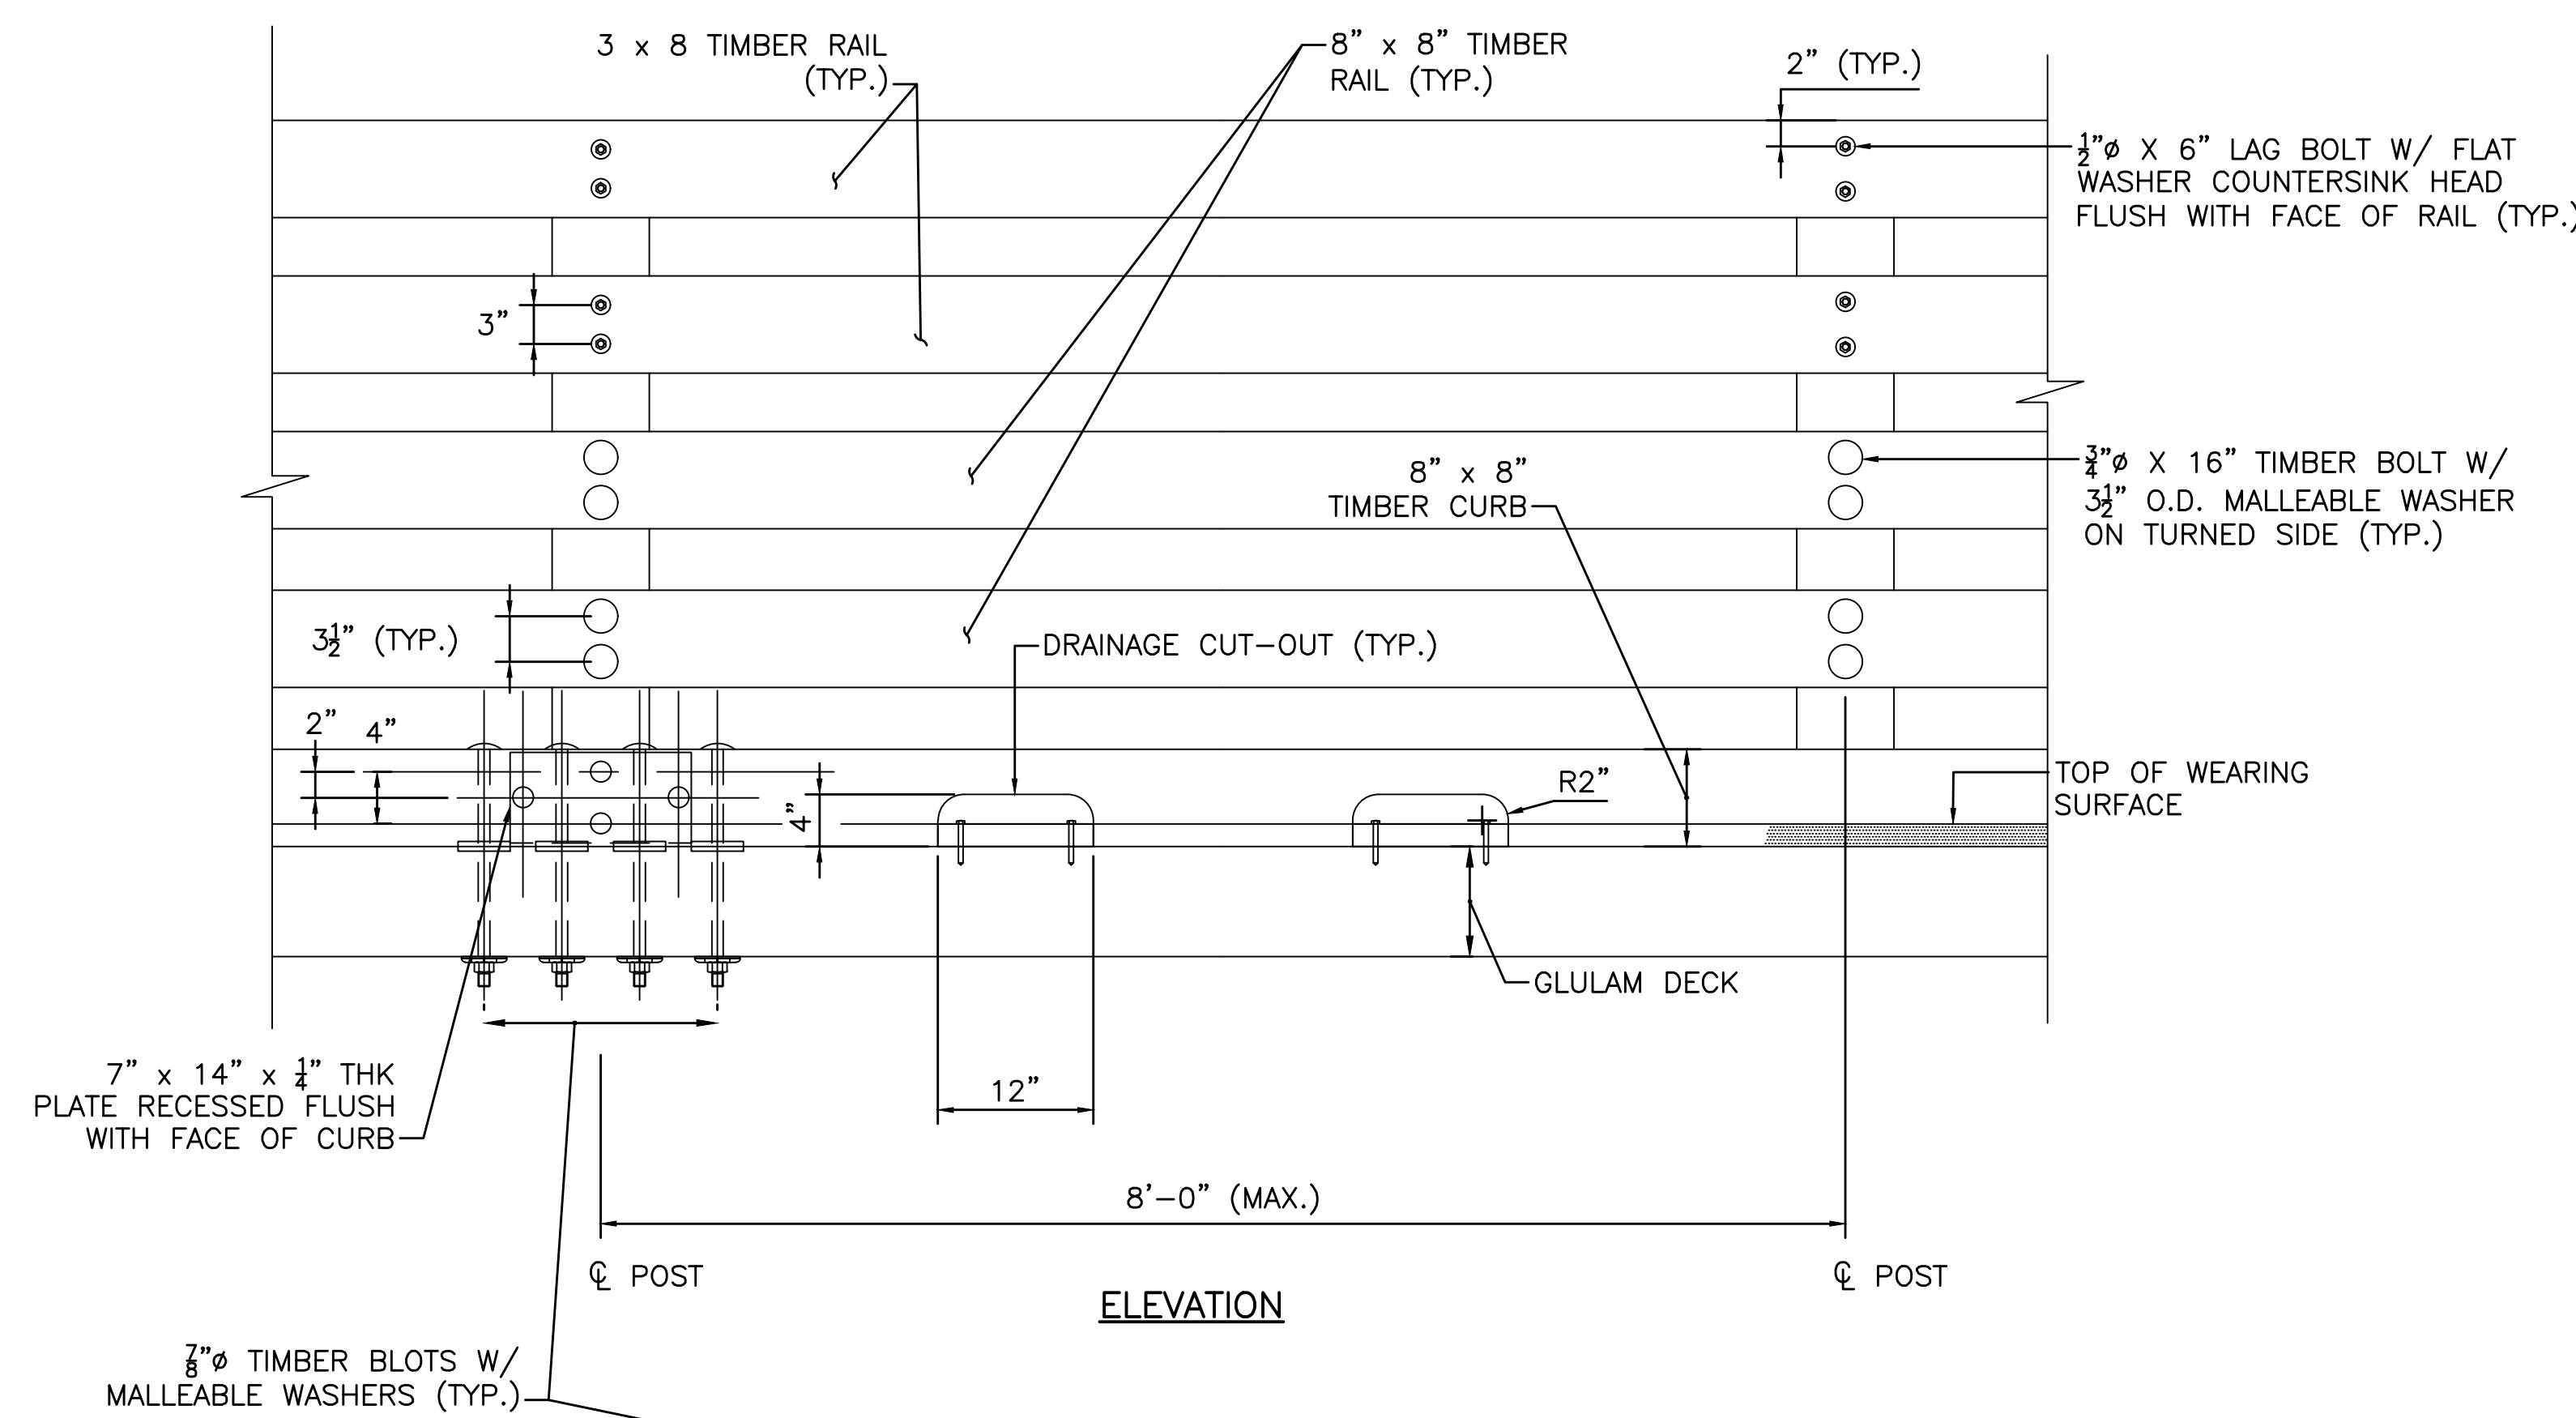 3 x 8 TIMBER RAIL
(TYP.)
8” x 8” TIMBER
RAIL (TYP.)
2” (TYP.)
½”ø X 6” LAG BOLT W/ FLAT
WASHER COUNTERSINK HEAD
FLUSH WITH FACE OF RAIL (TYP.)
3”
8” x 8”
TIMBER CURB
¾”ø X 16” TIMBER BOLT W/
3½” O.D. MALLEABLE WASHER
ON TURNED SIDE (TYP.)
3½” (TYP.)
DRAINAGE CUT-OUT (TYP.)
2”
4”
4”
R2”
TOP OF WEARING
SURFACE
GLULAM DECK
7” x 14” x ¼” THK
PLATE RECESSED FLUSH
WITH FACE OF CURB
12”
8’-0” (MAX.)
℄ POST
℄ POST
ELEVATION
⅞”ø TIMBER BLOTS W/
MALLEABLE WASHERS (TYP.)